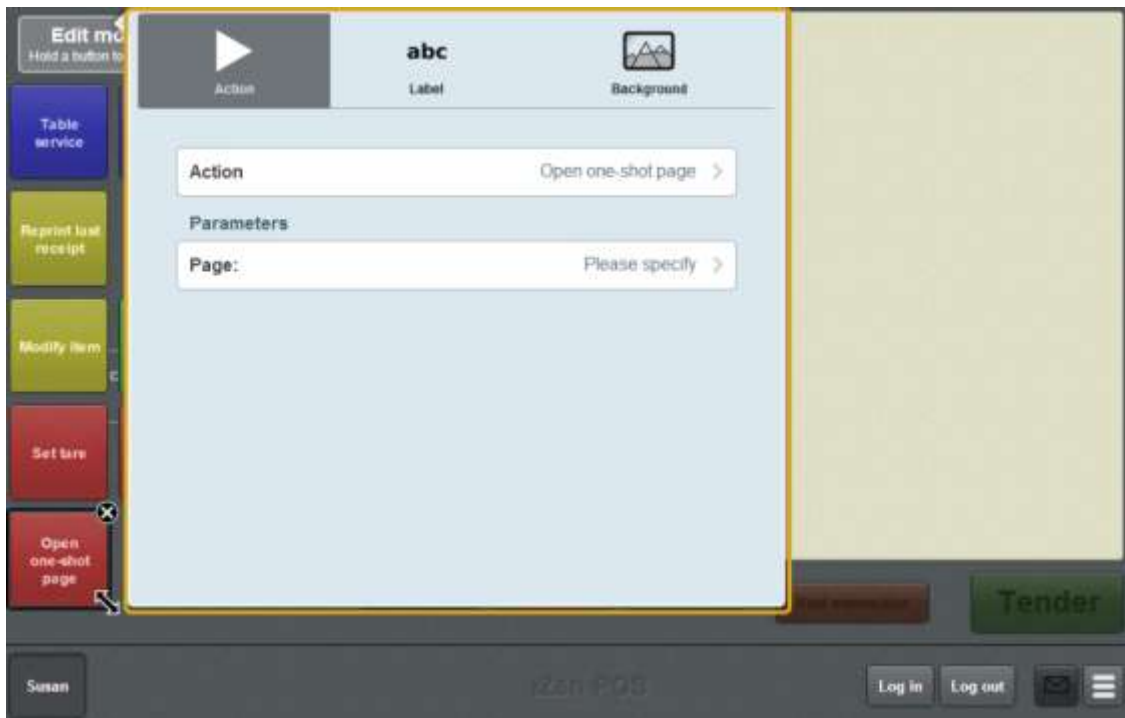 Edit mo
Hold a button to
Action
abc
Label
Background
Table
service
Action
Open one-shot page
Reprint last
receipt
Parameters
Page:
Please specify
Modify item
Set tare
Open
one-shot
page
Tender
Susan
Log in
Log out